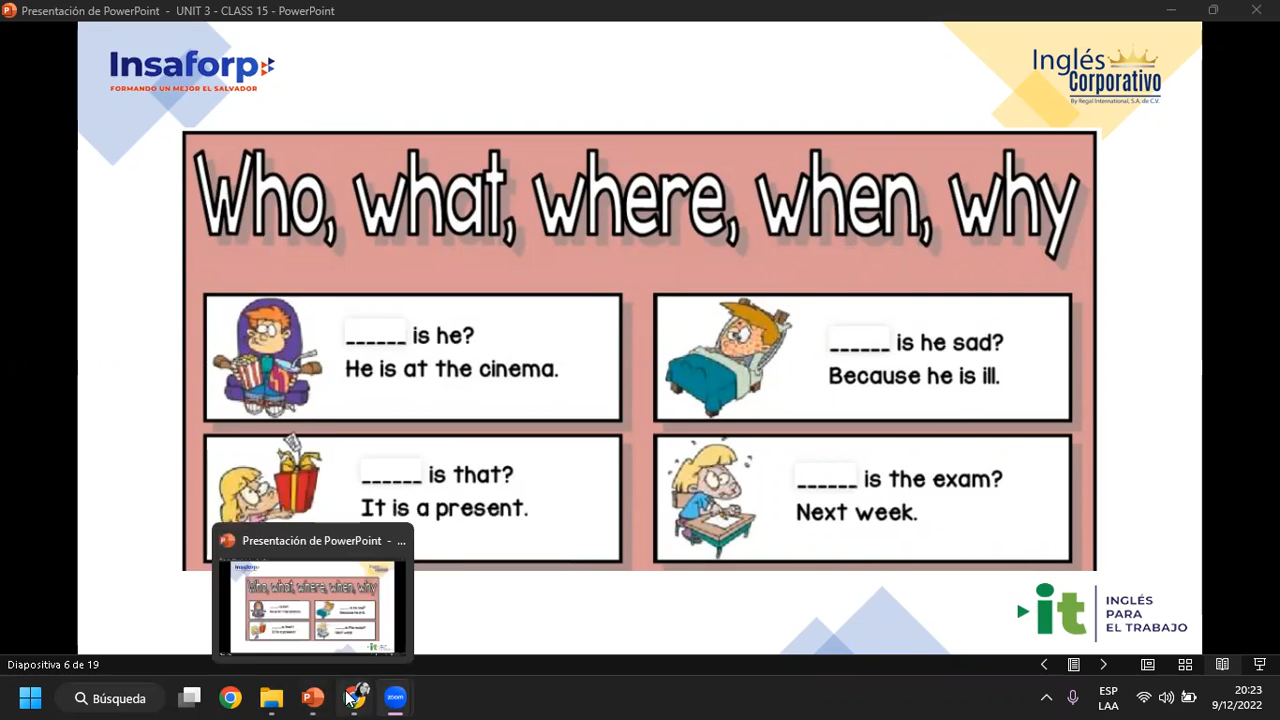 Presentación de PowerPoint - UNIT 3 - CLASS 15 - PowerPoint
Insaforp
FORMANDO UN MEJOR EL SALVADOR
Inglés
Corporativo
By Regal International, S.A. de C.V.
Who, what, where, when, why
______ is he?
He is at the cinema.
______ is he sad?
Because he is ill.
______ is that?
It is a present.
______ is the exam?
Next week.
Presentación de PowerPoint - ...
it
INGLÉS
PARA
EL TRABAJO
Diapositiva 6 de 19
Búsqueda
zoom
ESP
LAA
20:23
9/12/2022